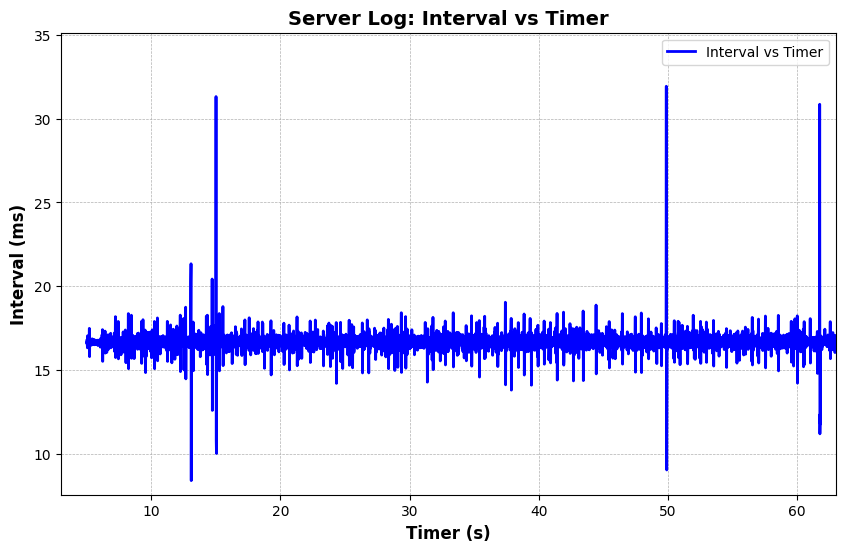 Server Log: Interval vs Timer
Interval vs Timer
Interval (ms)
35
30
25
20
15
10
10 20 30 40 50 60
Timer (s)